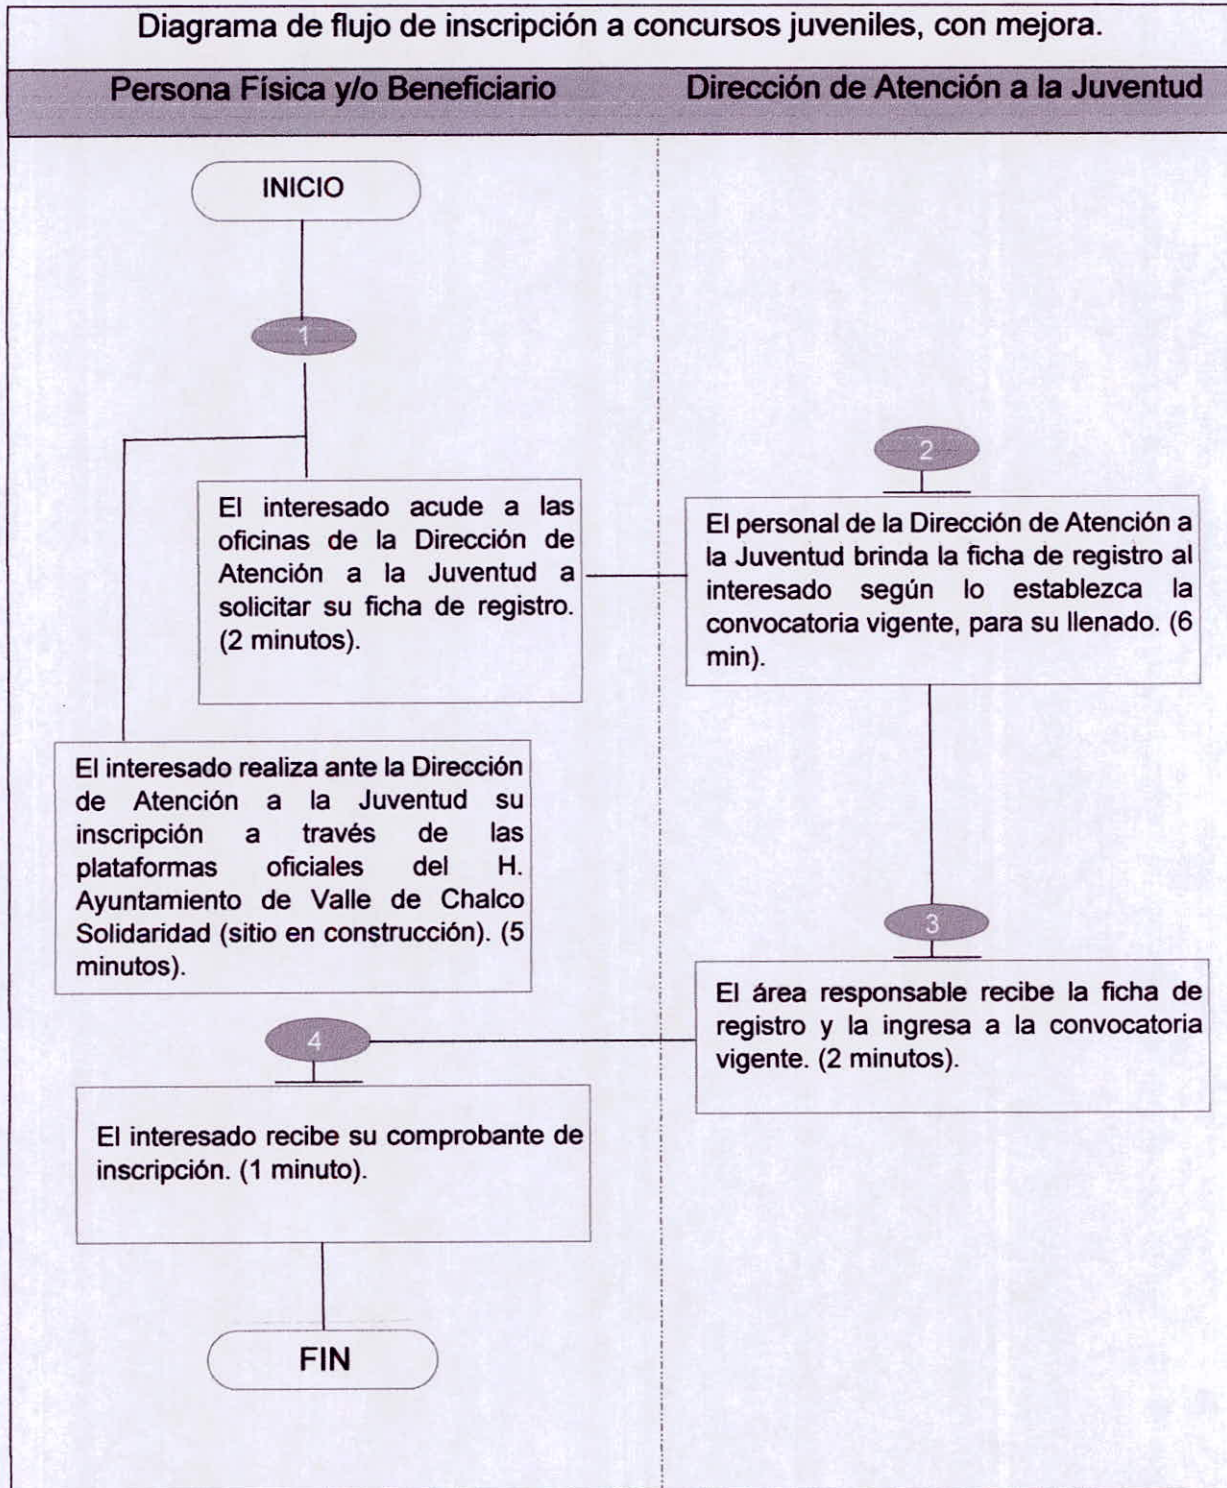 Diagrama de flujo de inscripción a concursos juveniles, con mejora.
Persona Física y/o Beneficiario
Dirección de Atención a la Juventud
INICIO
1
El interesado acude a las
oficinas de la Dirección de
Atención a la Juventud a
solicitar su ficha de registro.
(2 minutos).
2
El personal de la Dirección de Atención a
la Juventud brinda la ficha de registro al
interesado según lo establezca la
convocatoria vigente, para su llenado. (6
min).
El interesado realiza ante la Dirección
de Atención a la Juventud su
inscripción a través de las
plataformas oficiales del H.
Ayuntamiento de Valle de Chalco
Solidaridad (sitio en construcción). (5
minutos).
3
El área responsable recibe la ficha de
registro y la ingresa a la convocatoria
vigente. (2 minutos).
4
El interesado recibe su comprobante de
inscripción. (1 minuto).
FIN